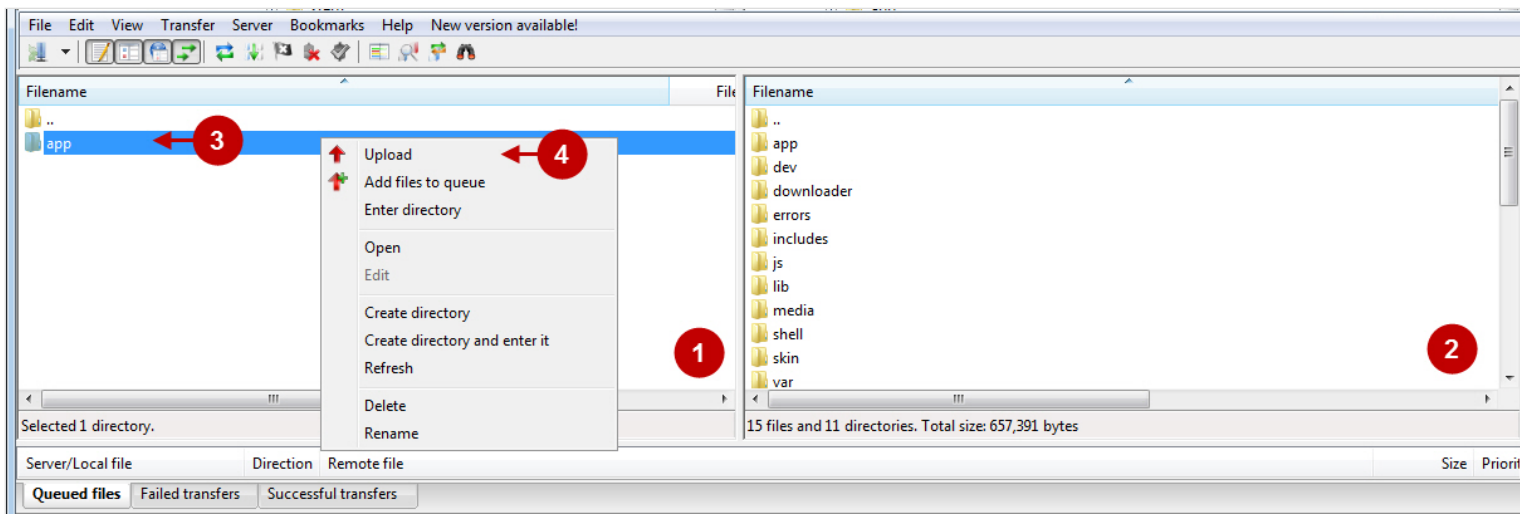 File Edit View Transfer Server Bookmarks Help New version available!
Filename
File
..
app
3
Upload
4
Add files to queue
Enter directory
Open
Edit
Create directory
Create directory and enter it
Refresh
Delete
Rename
1
Selected 1 directory.
Filename
..
app
dev
downloader
errors
includes
js
lib
media
shell
skin
var
2
15 files and 11 directories. Total size: 657,391 bytes
Server/Local file Direction Remote file Size Priorit
Queued files Failed transfers Successful transfers